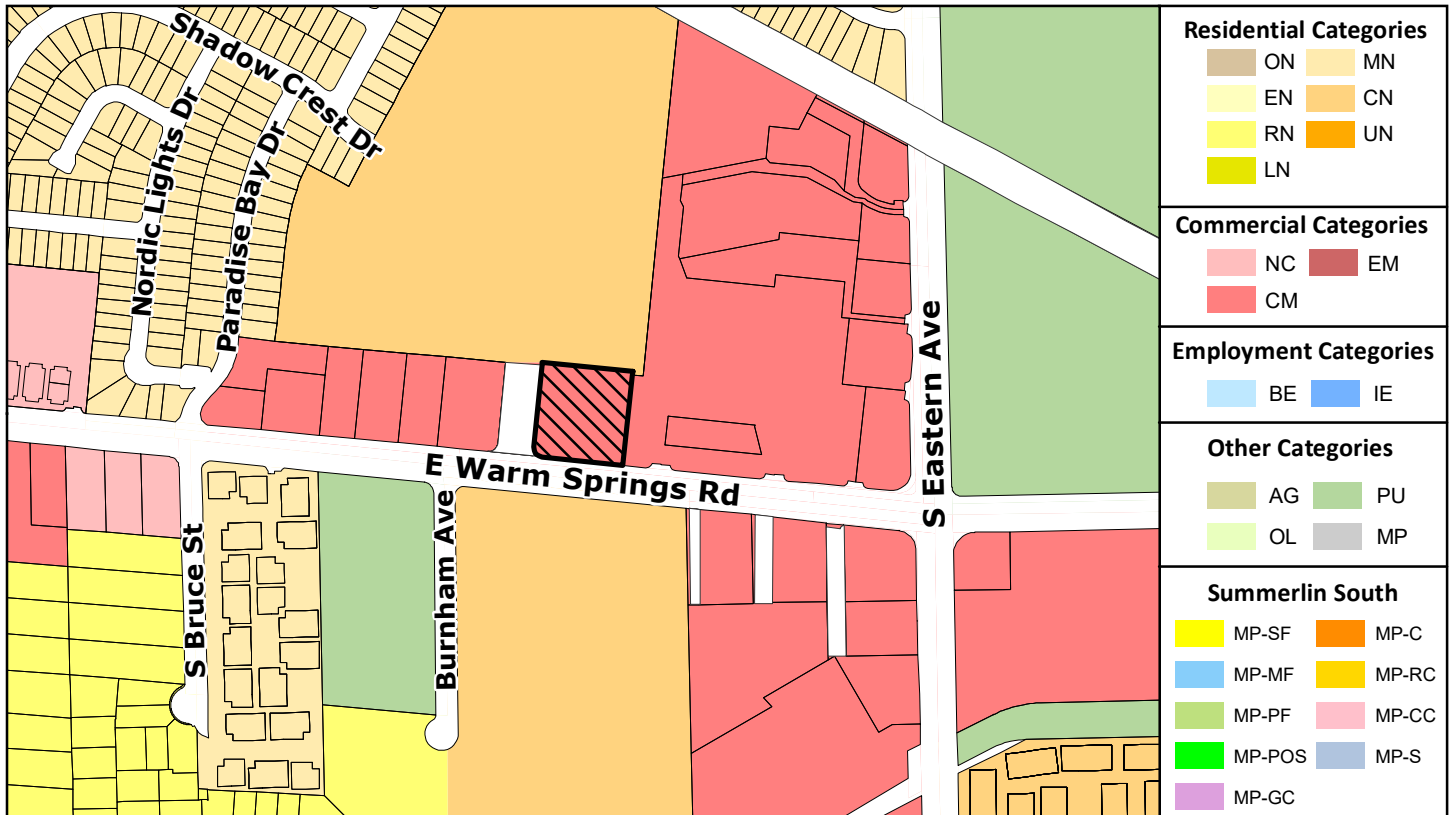 Shadow Crest Dr
Nordic Lights Dr
Paradise Bay Dr
E Warm Springs Rd
S Eastern Ave
S Bruce St
Burnham Ave
Residential Categories
ON MN
EN CN
RN UN
LN
Commercial Categories
NC EM
CM
Employment Categories
BE IE
Other Categories
AG PU
OL MP
Summerlin South
MP-SF MP-C
MP-MF MP-RC
MP-PF MP-CC
MP-POS MP-S
MP-GC